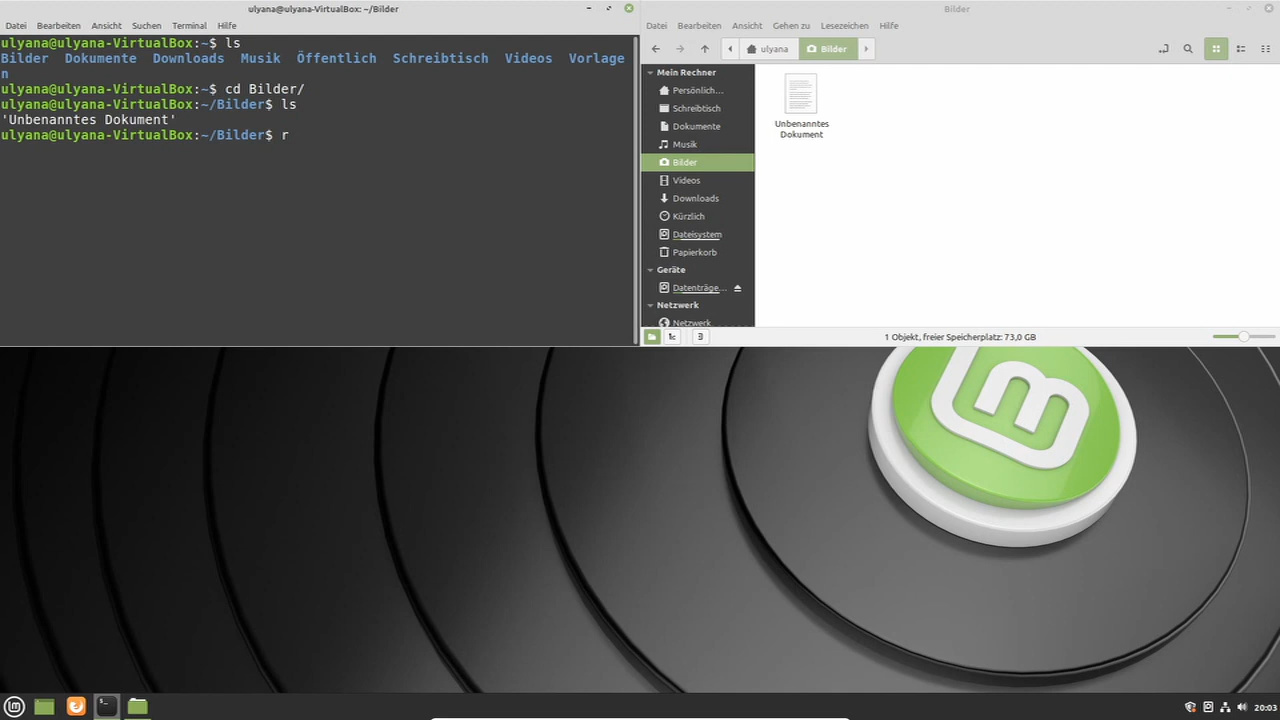 ulyana@ulyana-VirtualBox: ~/Bilder
Datei Bearbeiten Ansicht Suchen Terminal Hilfe
ulyana@ulyana-VirtualBox:~$ ls
Bilder Dokumente Downloads Musik Öffentlich Schreibtisch Videos Vorlage
n
ulyana@ulyana-VirtualBox:~$ cd Bilder/
ulyana@ulyana-VirtualBox:~/Bilder$ ls
'Unbenanntes Dokument'
ulyana@ulyana-VirtualBox:~/Bilder$ r
Bilder
Datei Bearbeiten Ansicht Gehen zu Lesezeichen Hilfe
ulyana Bilder
Mein Rechner
Persönlich...
Schreibtisch
Dokumente
Musik
Bilder
Videos
Downloads
Kürzlich
Dateisystem
Papierkorb
Geräte
Datenträge...
Netzwerk
Netzwerk
Unbenanntes
Dokument
1 Objekt, freier Speicherplatz: 73,0 GB
20:03